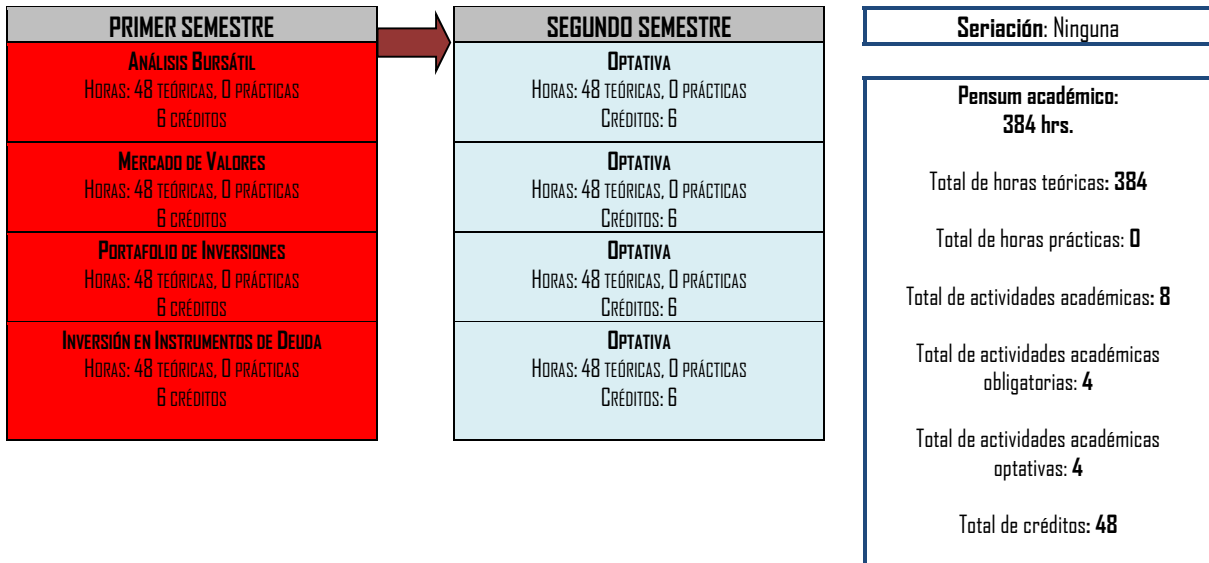 PRIMER SEMESTRE
ANÁLISIS BURSÁTIL
HORAS: 48 TEÓRICAS, 0 PRÁCTICAS
6 CRÉDITOS
MERCADO DE VALORES
HORAS: 48 TEÓRICAS, 0 PRÁCTICAS
6 CRÉDITOS
PORTAFOLIO DE INVERSIONES
HORAS: 48 TEÓRICAS, 0 PRÁCTICAS
6 CRÉDITOS
INVERSIÓN EN INSTRUMENTOS DE DEUDA
HORAS: 48 TEÓRICAS, 0 PRÁCTICAS
6 CRÉDITOS
SEGUNDO SEMESTRE
OPTATIVA
HORAS: 48 TEÓRICAS, 0 PRÁCTICAS
CRÉDITOS: 6
OPTATIVA
HORAS: 48 TEÓRICAS, 0 PRÁCTICAS
CRÉDITOS: 6
OPTATIVA
HORAS: 48 TEÓRICAS, 0 PRÁCTICAS
CRÉDITOS: 6
OPTATIVA
HORAS: 48 TEÓRICAS, 0 PRÁCTICAS
CRÉDITOS: 6
Seriación: Ninguna
Pensum académico:
384 hrs.
Total de horas teóricas: 384
Total de horas prácticas: 0
Total de actividades académicas: 8
Total de actividades académicas
obligatorias: 4
Total de actividades académicas
optativas: 4
Total de créditos: 48